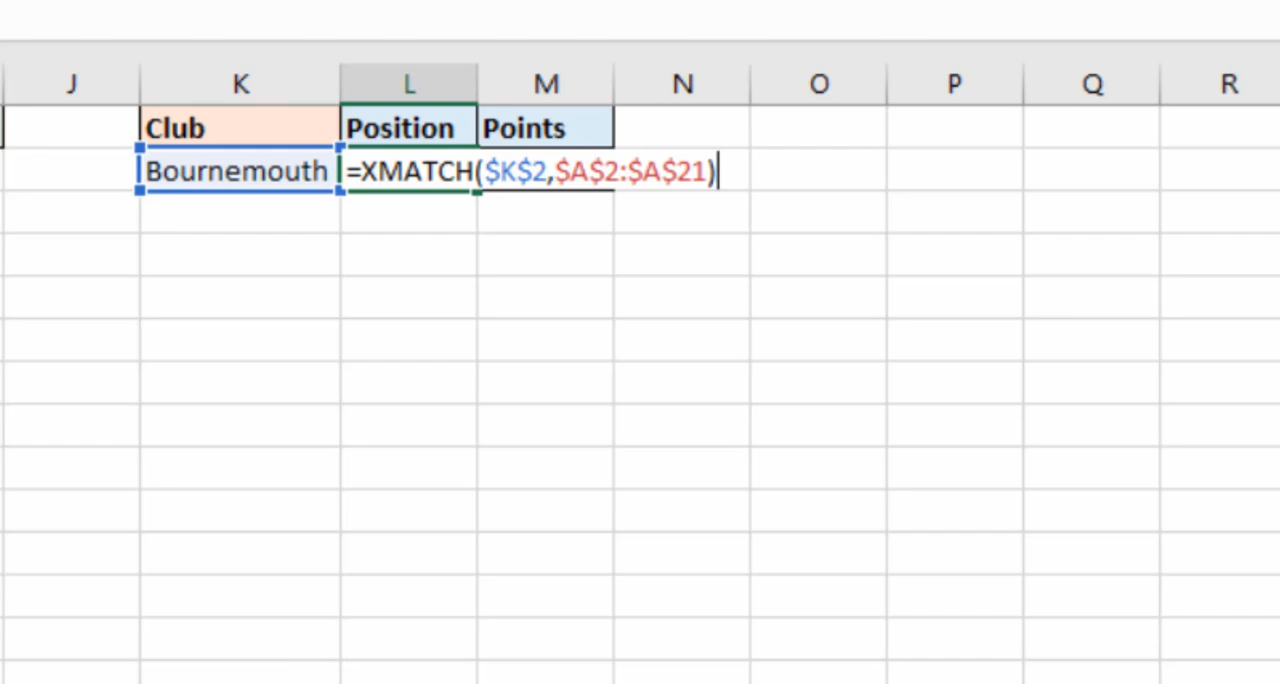 J K L M N O P Q R
Club Position Points
Bournemouth =XMATCH($K$2,$A$2:$A$21)